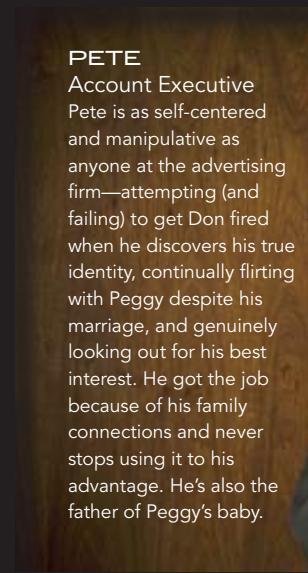 PETE
Account Executive
Pete is as self-centered
and manipulative as
anyone at the advertising
firm—attempting (and
failing) to get Don fired
when he discovers his true
identity, continually flirting
with Peggy despite his
marriage, and genuinely
looking out for his best
interest. He got the job
because of his family
connections and never
stops using it to his
advantage. He's also the
father of Peggy's baby.